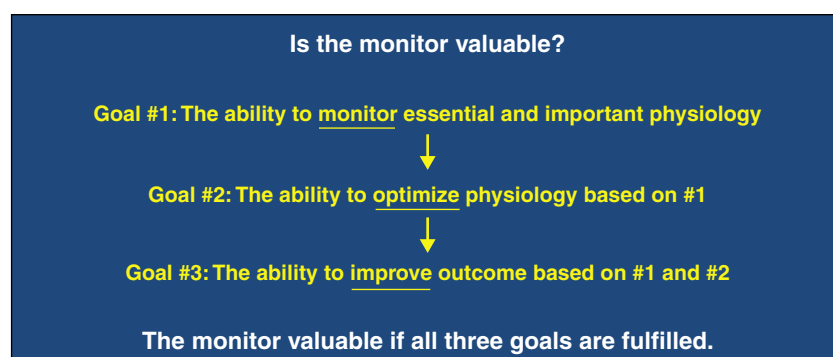 Is the monitor valuable?
Goal #1: The ability to monitor essential and important physiology
Goal #2: The ability to optimize physiology based on #1
Goal #3: The ability to improve outcome based on #1 and #2
The monitor valuable if all three goals are fulfilled.